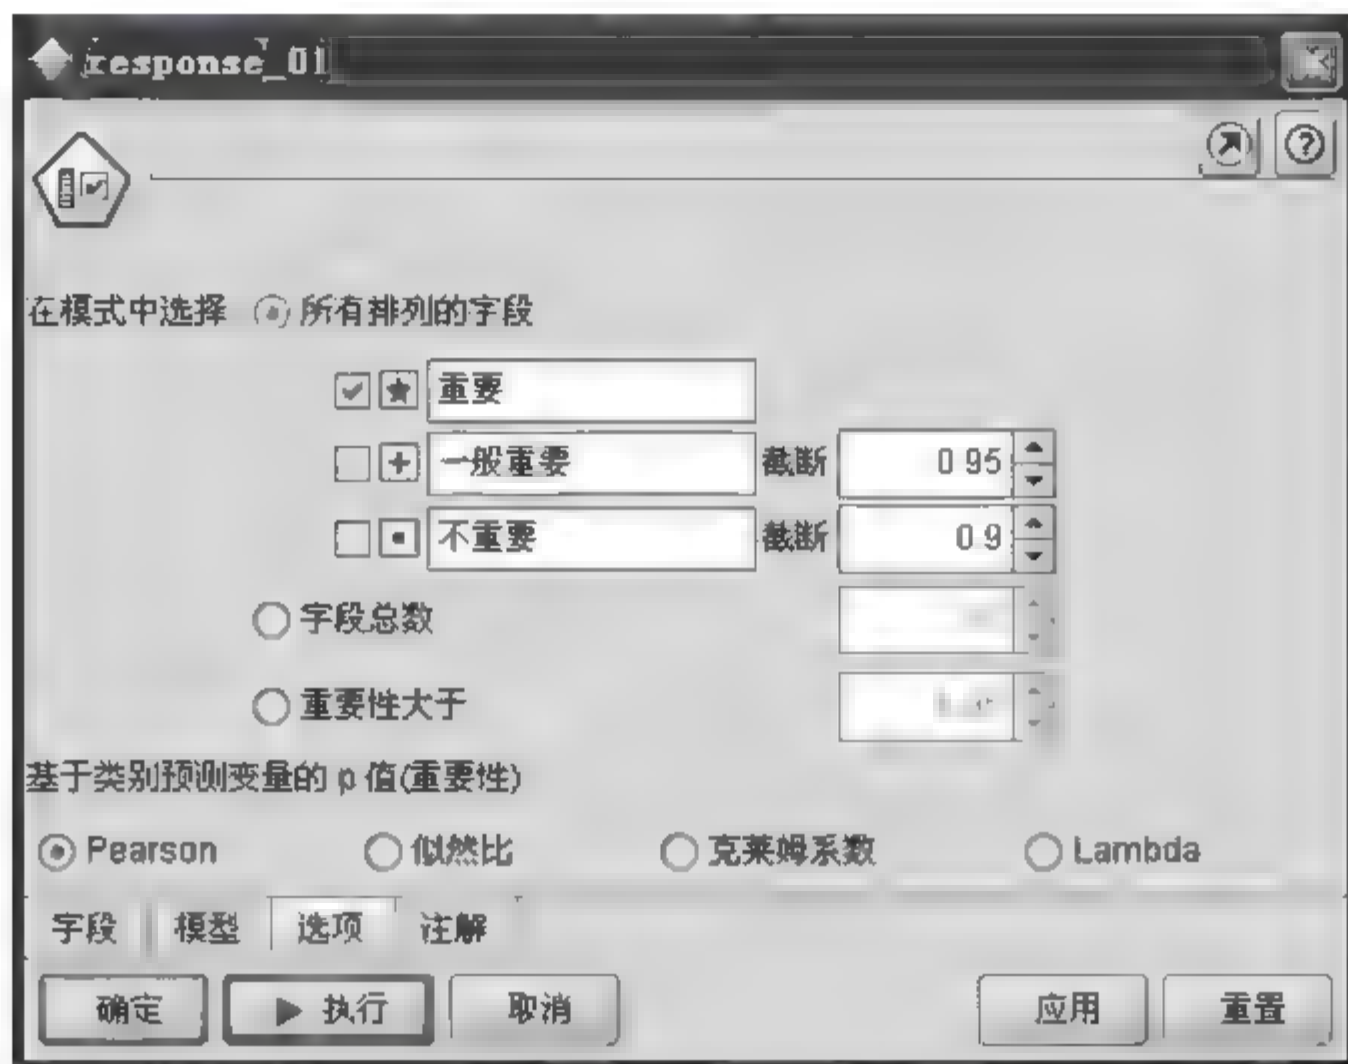 response_01
在模式中选择 所有排列的字段
重要
一般重要 截断 0.95
不重要 截断 0.9
字段总数
重要性大于
基于类别预测变量的 p 值(重要性)
Pearson 似然比 克莱姆系数 Lambda
字段 模型 选项 注解
确定 执行 取消 应用 重置